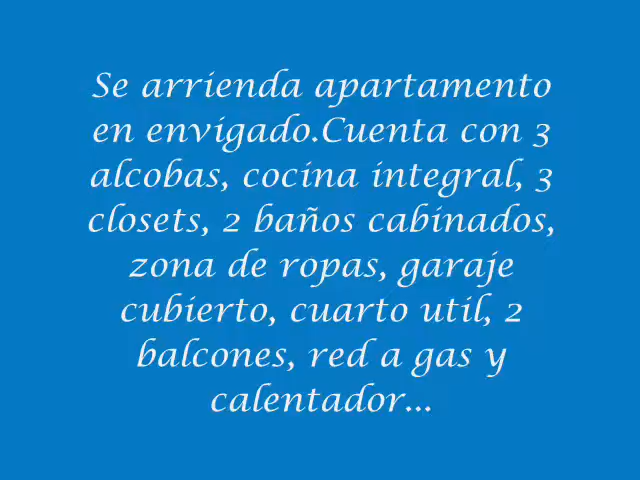 Se arrienda apartamento
en envigado.Cuenta con 3
alcobas, cocina integral, 3
closets, 2 baños cabinados,
zona de ropas, garaje
cubierto, cuarto util, 2
balcones, red a gas y
calentador...